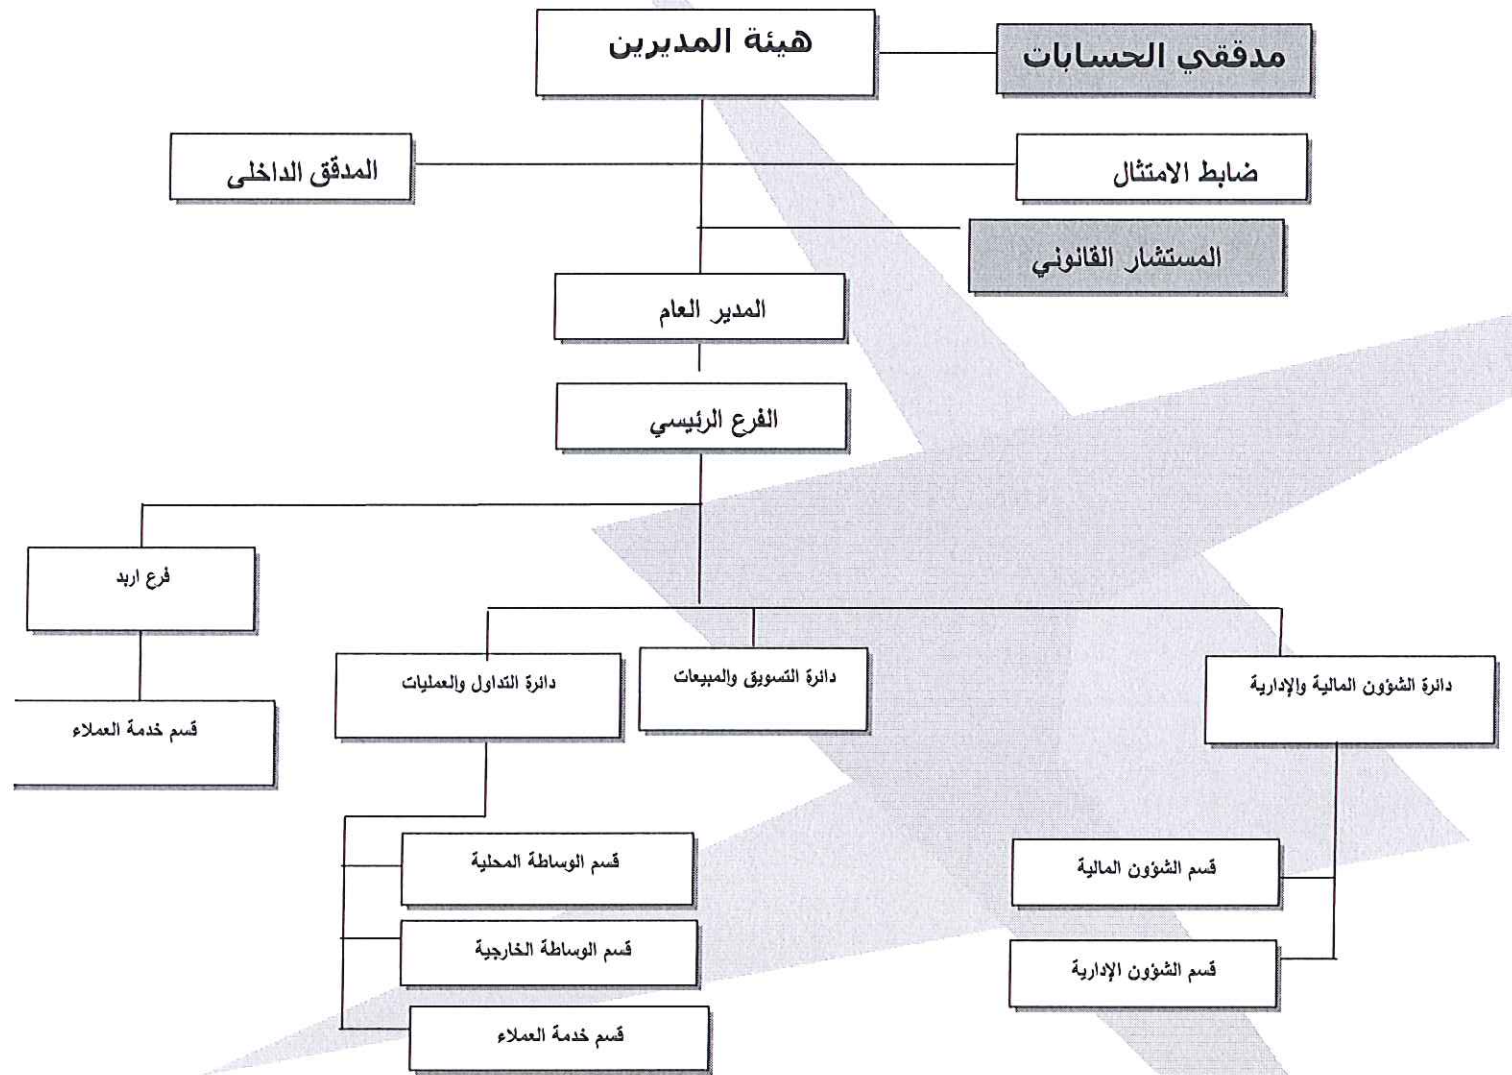 هيئة المديرين
مدققي الحسابات
ضابط الامتثال
المدقق الداخلى
المستشار القانوني
المدير العام
الفرع الرئيسي
فرع اربد
دائرة الشؤون المالية والإدارية
دائرة التسويق والمبيعات
دائرة التداول والعمليات
قسم خدمة العملاء
قسم الشؤون المالية
قسم الوساطة المحلية
قسم الشؤون الإدارية
قسم الوساطة الخارجية
قسم خدمة العملاء